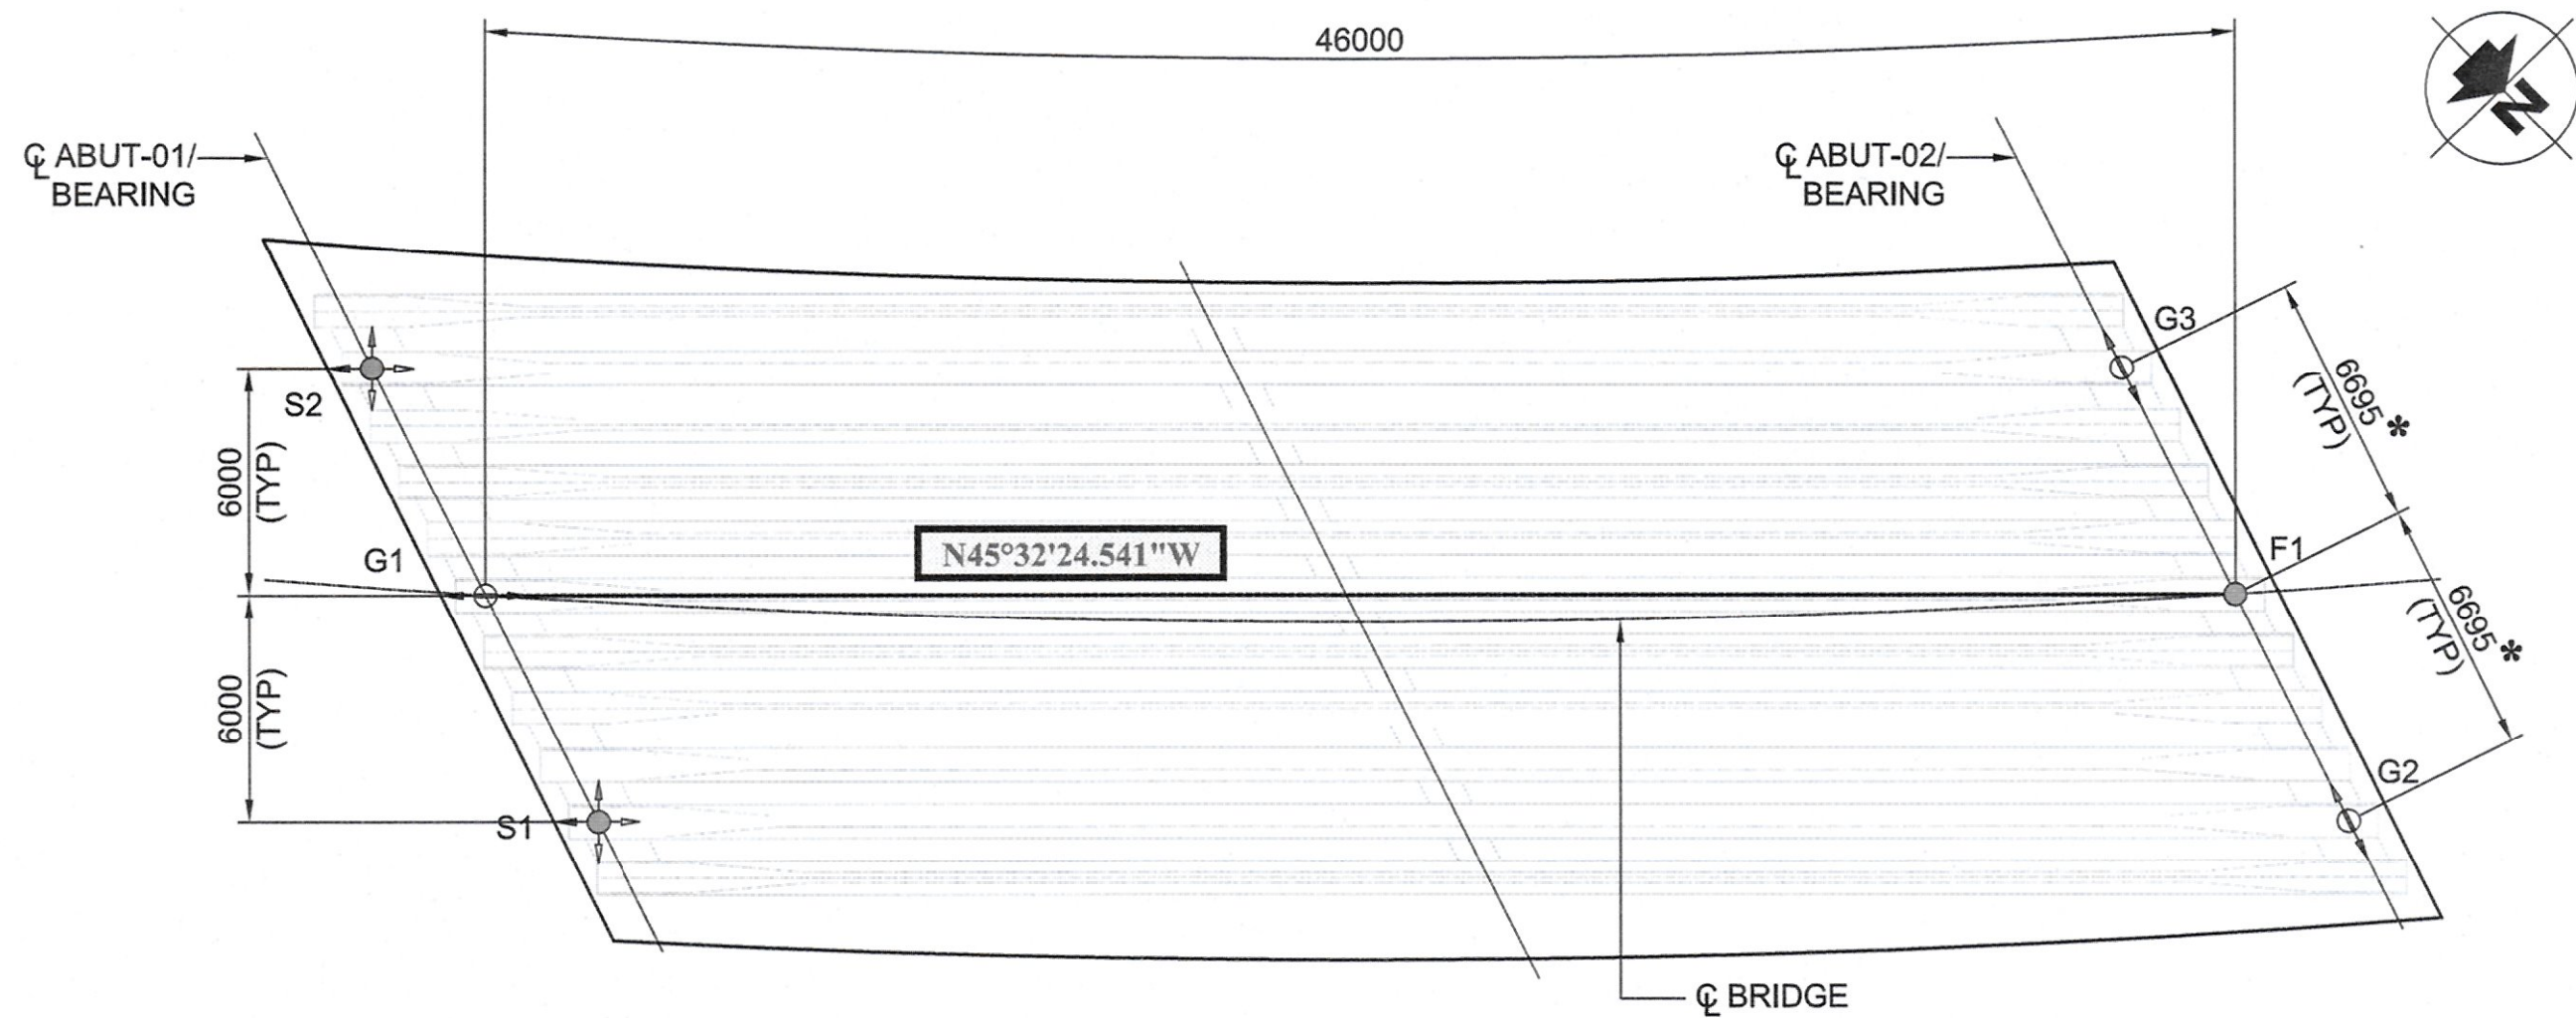 46000
N
℄ ABUT-01/
BEARING
℄ ABUT-02/
BEARING
G3
6695 *
(TYP)
S2
6000
(TYP)
N45°32'24.541"W
G1
F1
6695 *
(TYP)
6000
(TYP)
G2
S1
℄ BRIDGE